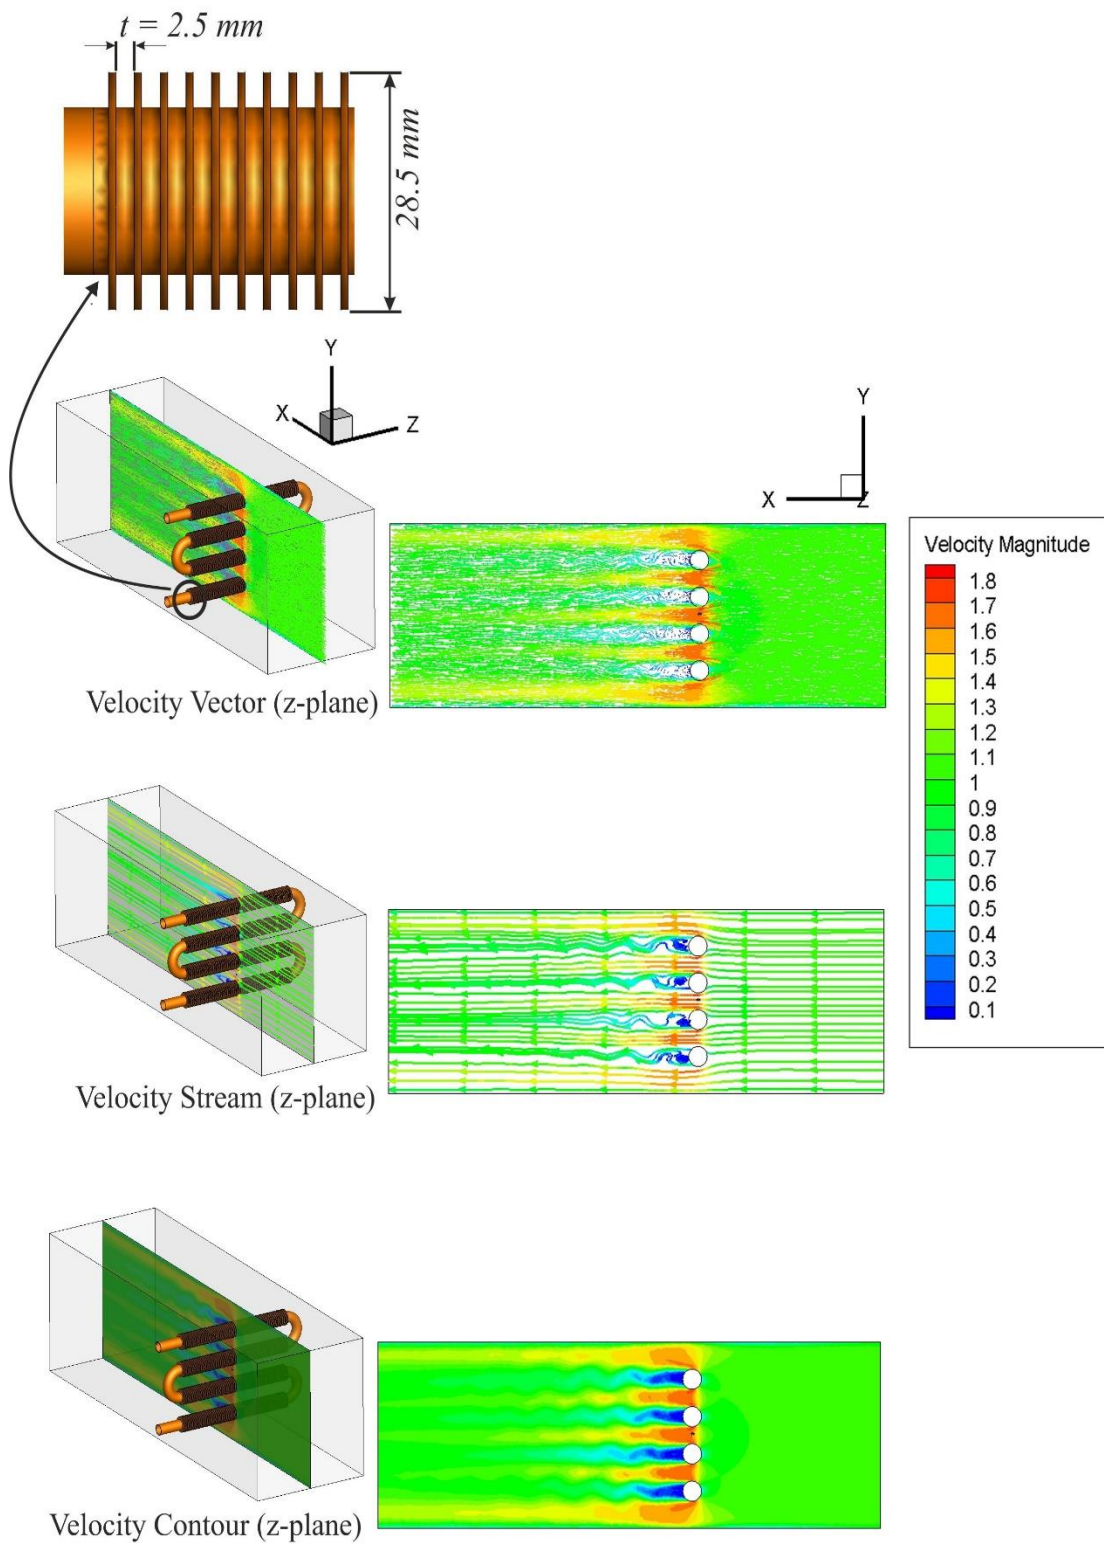 t = 2.5 mm
28.5 mm
Y
X
Z
Y
X
Z
Velocity Vector (z-plane)
Velocity Magnitude
1.8
1.7
1.6
1.5
1.4
1.3
1.2
1.1
1
0.9
0.8
0.7
0.6
0.5
0.4
0.3
0.2
0.1
Velocity Stream (z-plane)
Velocity Contour (z-plane)